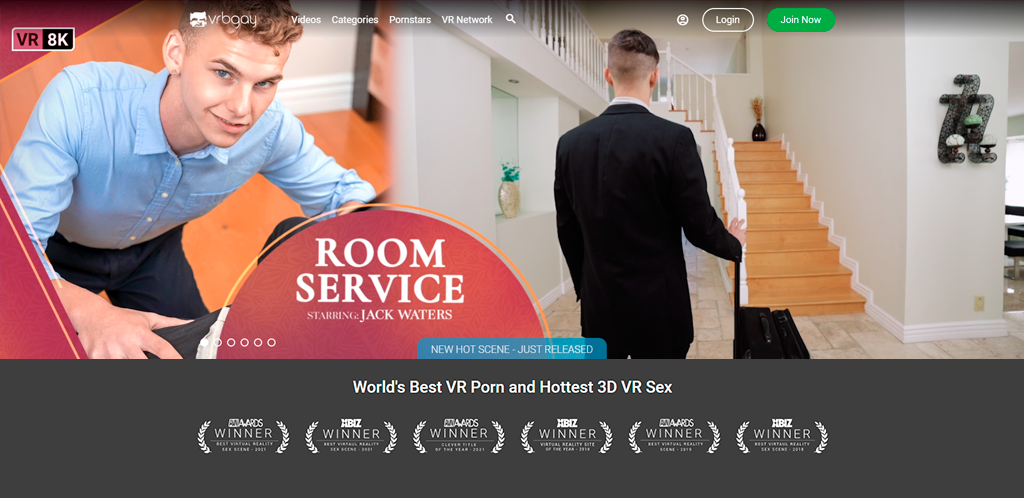 vrbgay
Videos
Categories
Pornstars
VR Network
Login
Join Now
VR 8K
ROOM
SERVICE
STARRING: JACK WATERS
NEW HOT SCENE - JUST RELEASED
World's Best VR Porn and Hottest 3D VR Sex
AWARDS
WINNER
BEST VIRTUAL REALITY
SEX SCENE - 2021
XBIZ
WINNER
BEST VIRTUAL REALITY
SEX SCENE - 2021
AWARDS
WINNER
CLEVER TITLE
OF THE YEAR - 2021
XBIZ
WINNER
VIRTUAL REALITY SITE
OF THE YEAR - 2018
AWARDS
WINNER
BEST VIRTUAL REALITY
SCENE - 2019
XBIZ
WINNER
BEST VIRTUAL REALITY
SEX SCENE - 2018